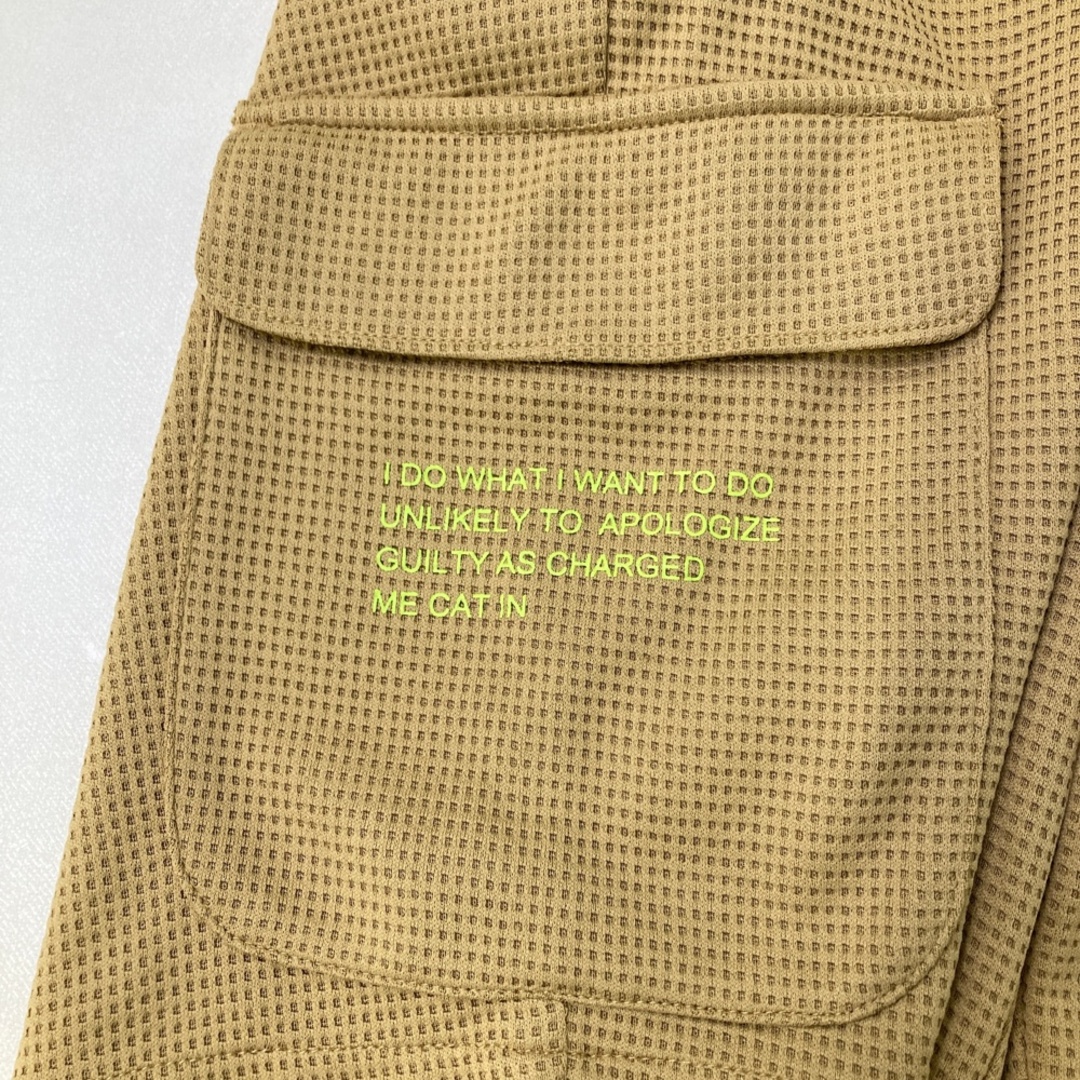 I DO WHAT I WANT TO DO
UNLIKELY TO APOLOGIZE
GUILTY AS CHARGED
ME CAT IN